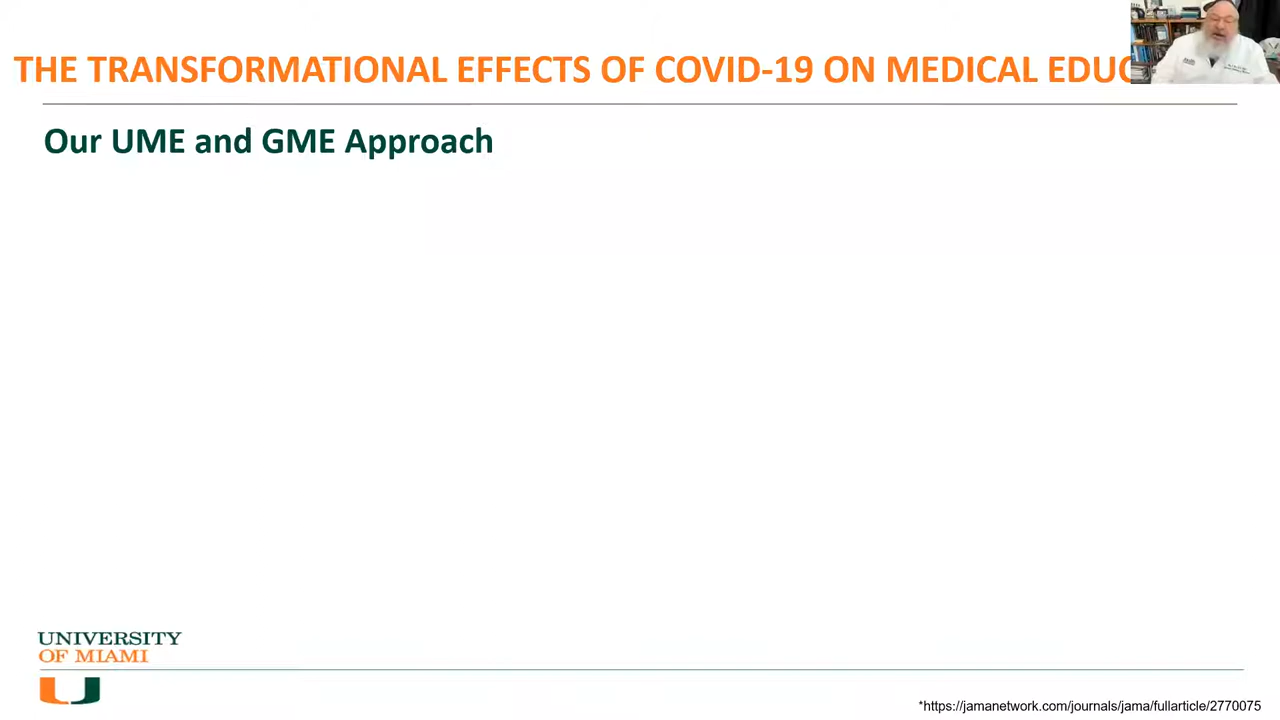 THE TRANSFORMATIONAL EFFECTS OF COVID-19 ON MEDICAL EDUC
Our UME and GME Approach
UNIVERSITY
OF MIAMI
*https://jamanetwork.com/journals/jama/fullarticle/2770075